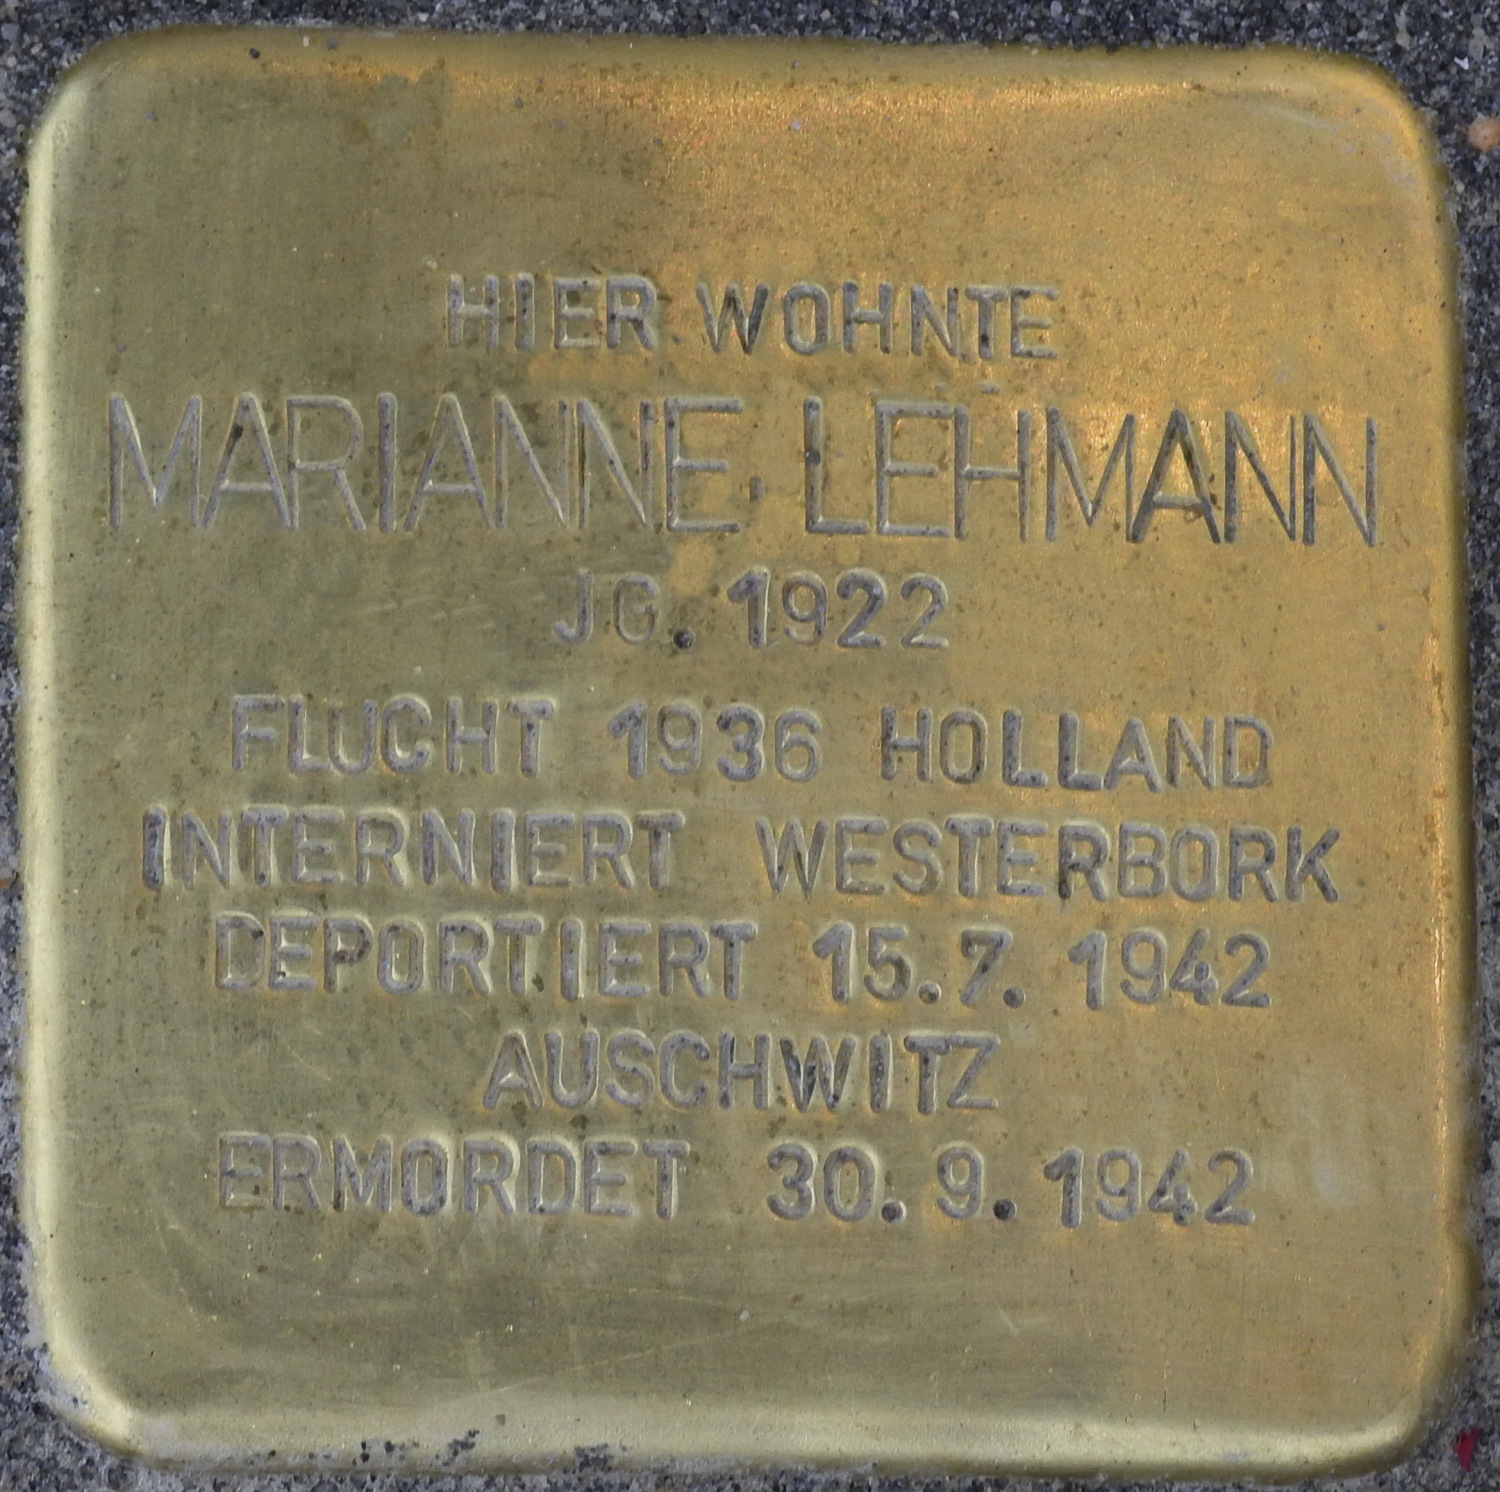 HIER WOHNTE
MARIANNE LEHMANN
JG. 1922
FLUCHT 1936 HOLLAND
INTERNIERT WESTERBORK
DEPORTIERT 15.7. 1942
AUSCHWITZ
ERMORDET 30.9.1942